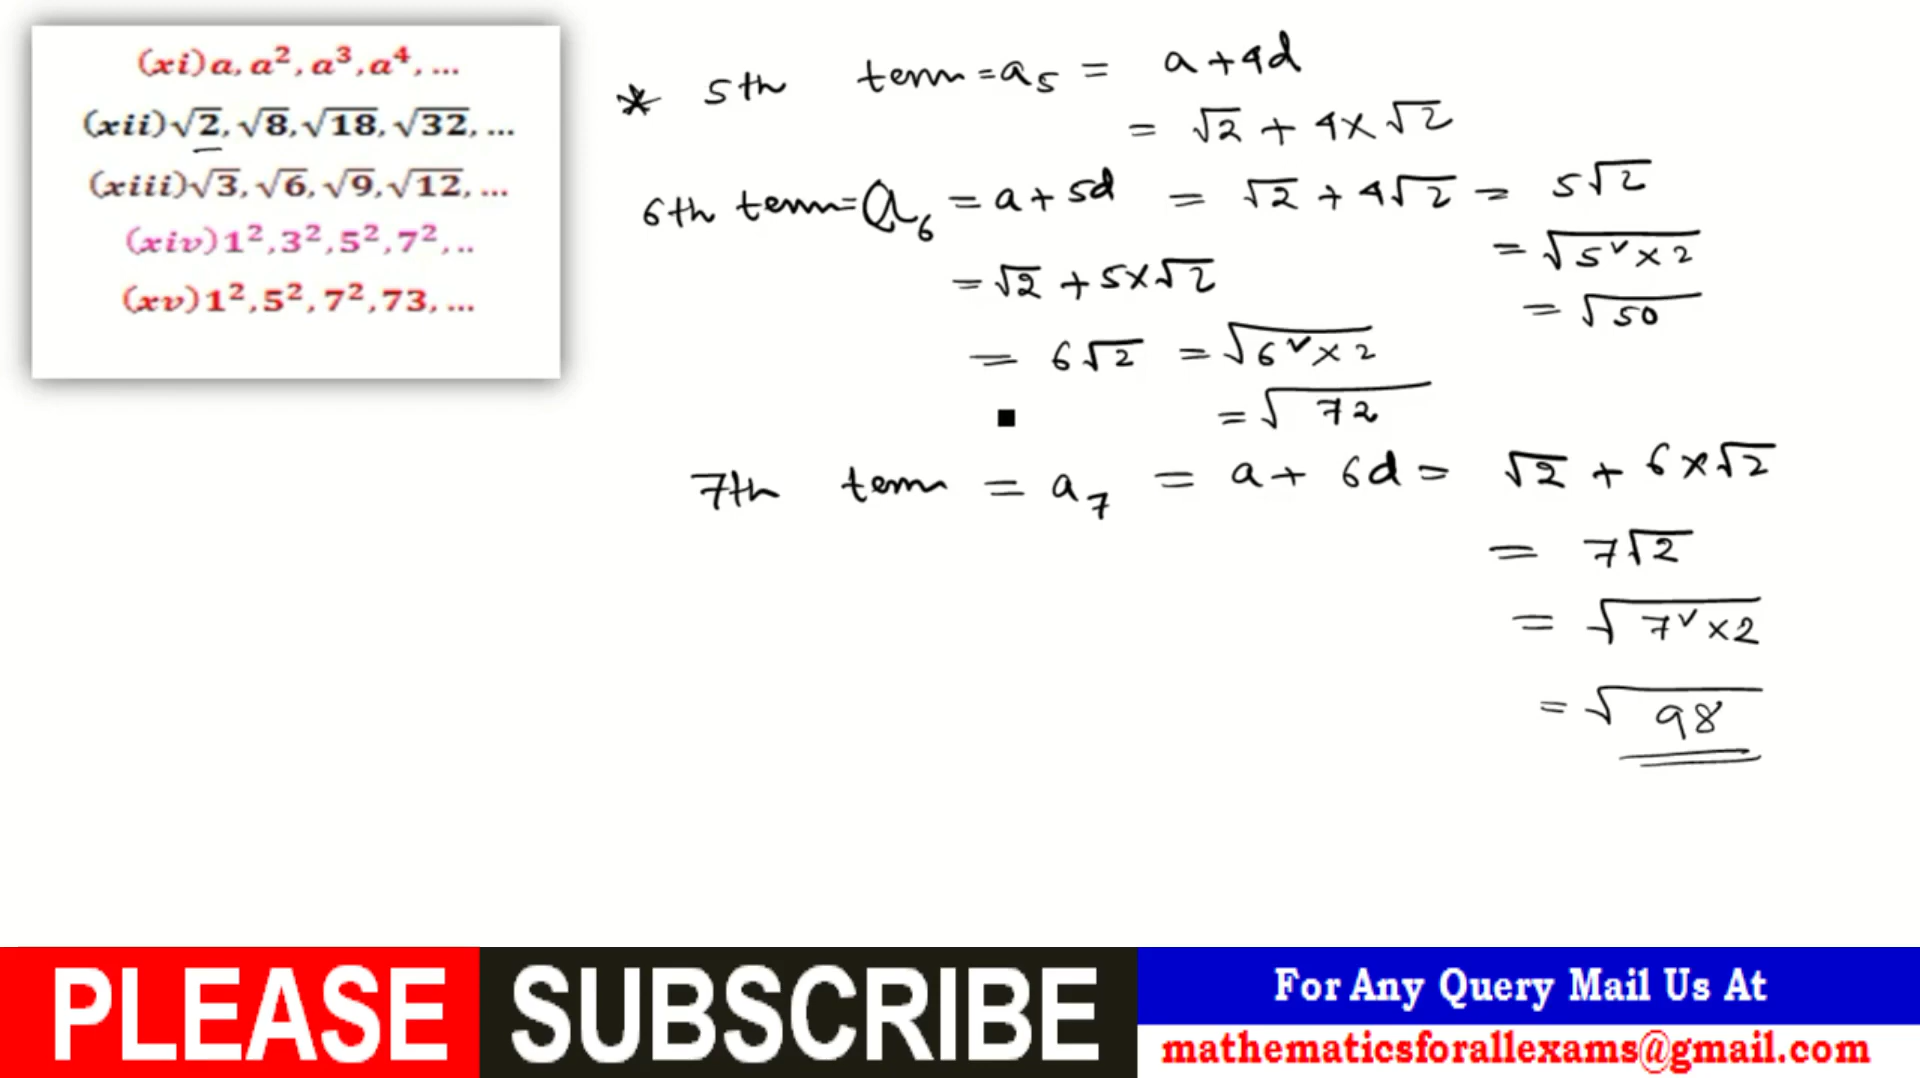 (xi) a, a², a³, a⁴, ...
(xii) √2, √8, √18, √32, ...
(xiii) √3, √6, √9, √12, ...
(xiv) 1², 3², 5², 7², ..
(xv) 1², 5², 7², 73, ...
* 5th term = a₅ = a + 4d
= √2 + 4 × √2
= √2 + 4√2 = 5√2
= √(5² × 2)
= √50
6th term = a₆ = a + 5d
= √2 + 5 × √2
= 6√2 = √(6² × 2)
= √72
7th term = a₇ = a + 6d = √2 + 6 × √2
= 7√2
= √(7² × 2)
= √98
PLEASE SUBSCRIBE
For Any Query Mail Us At
mathematicsforallexams@gmail.com